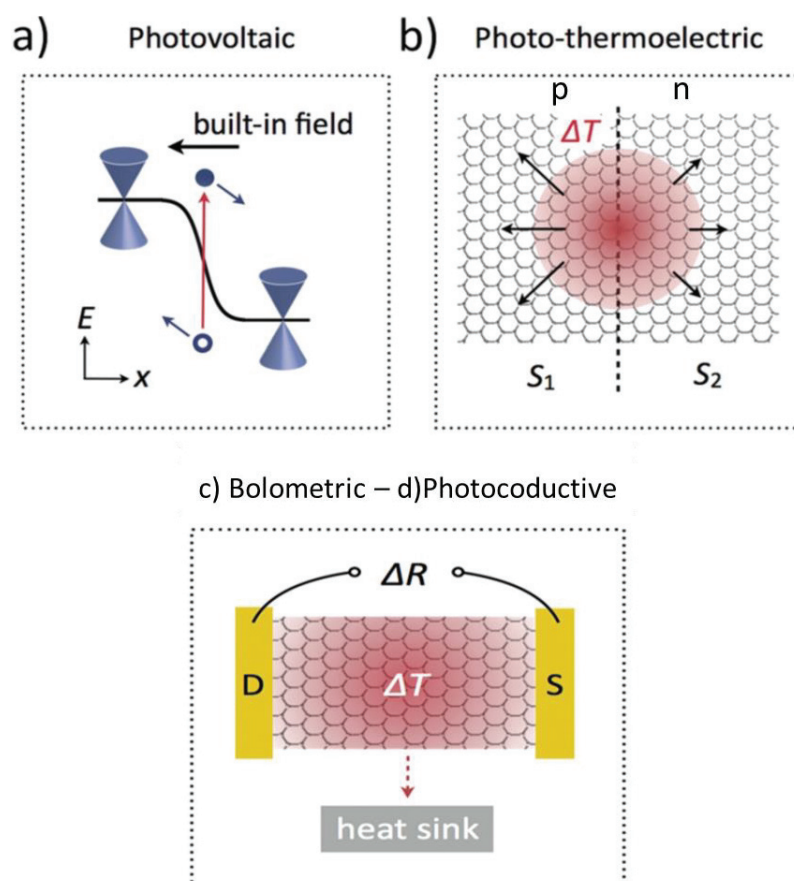 a) Photovoltaic
b) Photo-thermoelectric
built-in field
E
x
p n
ΔT
S1 S2
c) Bolometric – d)Photocoductive
ΔR
D ΔT S
heat sink